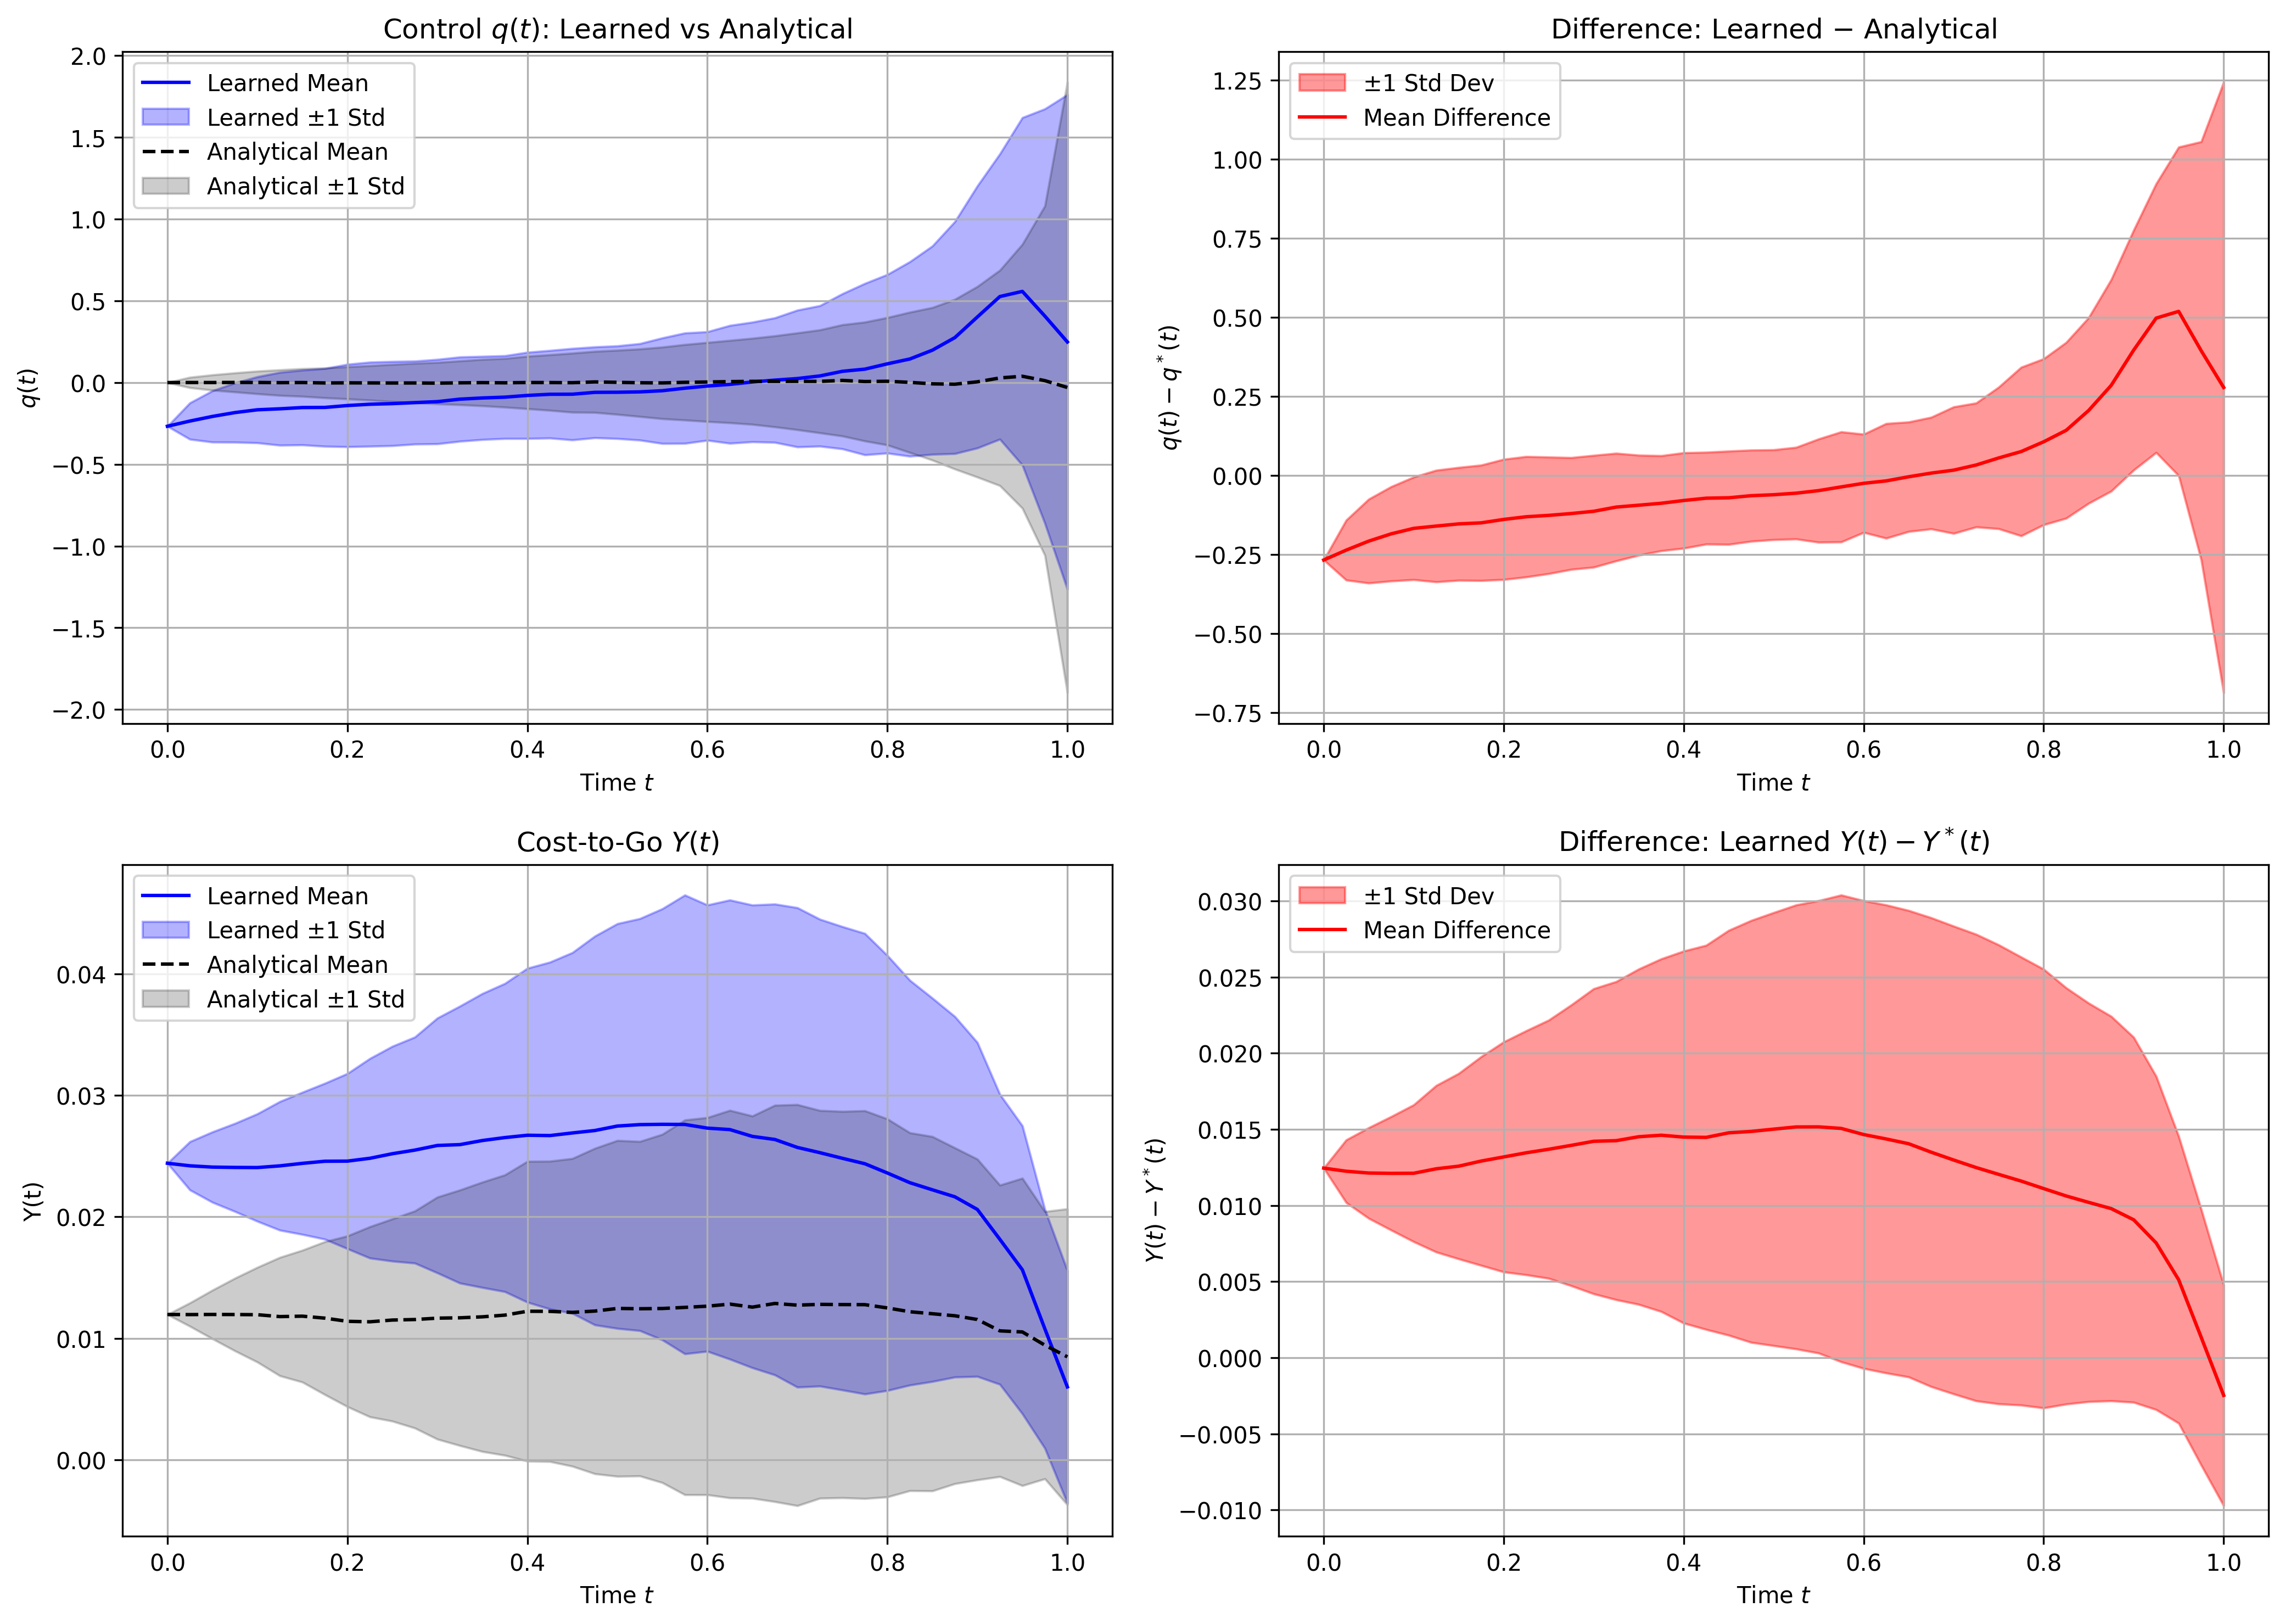 Control q(t): Learned vs Analytical
Learned Mean
Learned ±1 Std
Analytical Mean
Analytical ±1 Std
2.0
1.5
1.0
0.5
0.0
−0.5
−1.0
−1.5
−2.0
q(t)
0.0 0.2 0.4 0.6 0.8 1.0
Time t
Difference: Learned − Analytical
±1 Std Dev
Mean Difference
1.25
1.00
0.75
0.50
0.25
0.00
−0.25
−0.50
−0.75
q(t) − q*(t)
0.0 0.2 0.4 0.6 0.8 1.0
Time t
Cost-to-Go Y(t)
Learned Mean
Learned ±1 Std
Analytical Mean
Analytical ±1 Std
0.04
0.03
0.02
0.01
0.00
Y(t)
0.0 0.2 0.4 0.6 0.8 1.0
Time t
Difference: Learned Y(t) − Y*(t)
±1 Std Dev
Mean Difference
0.030
0.025
0.020
0.015
0.010
0.005
0.000
−0.005
−0.010
Y(t) − Y*(t)
0.0 0.2 0.4 0.6 0.8 1.0
Time t